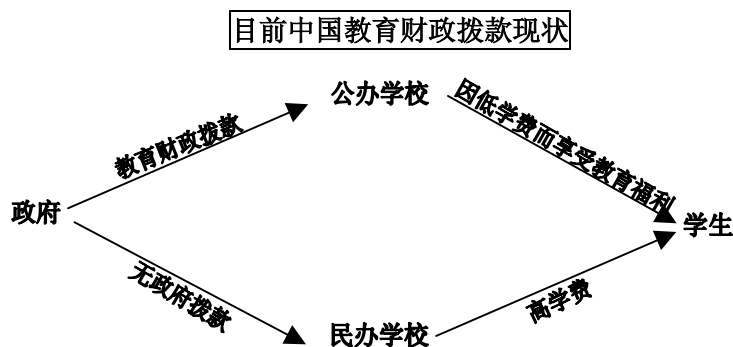 目前中国教育财政拨款现状
公办学校
教育财政拨款
因低学费而享受教育福利
政府
学生
无政府拨款
高学费
民办学校